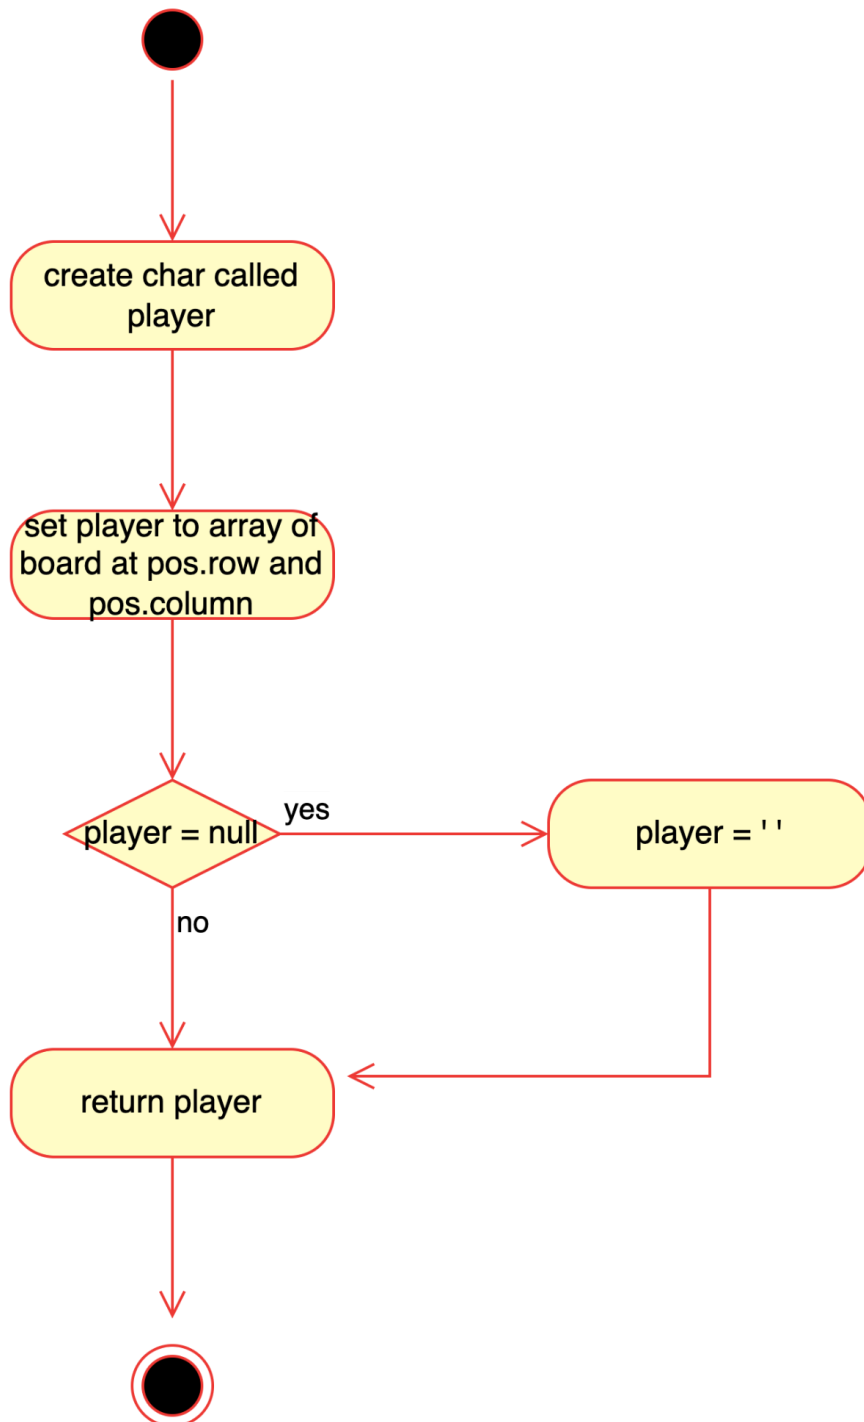 create char called
player
set player to array of
board at pos.row and
pos.column
player = null
yes
player = ' '
no
return player